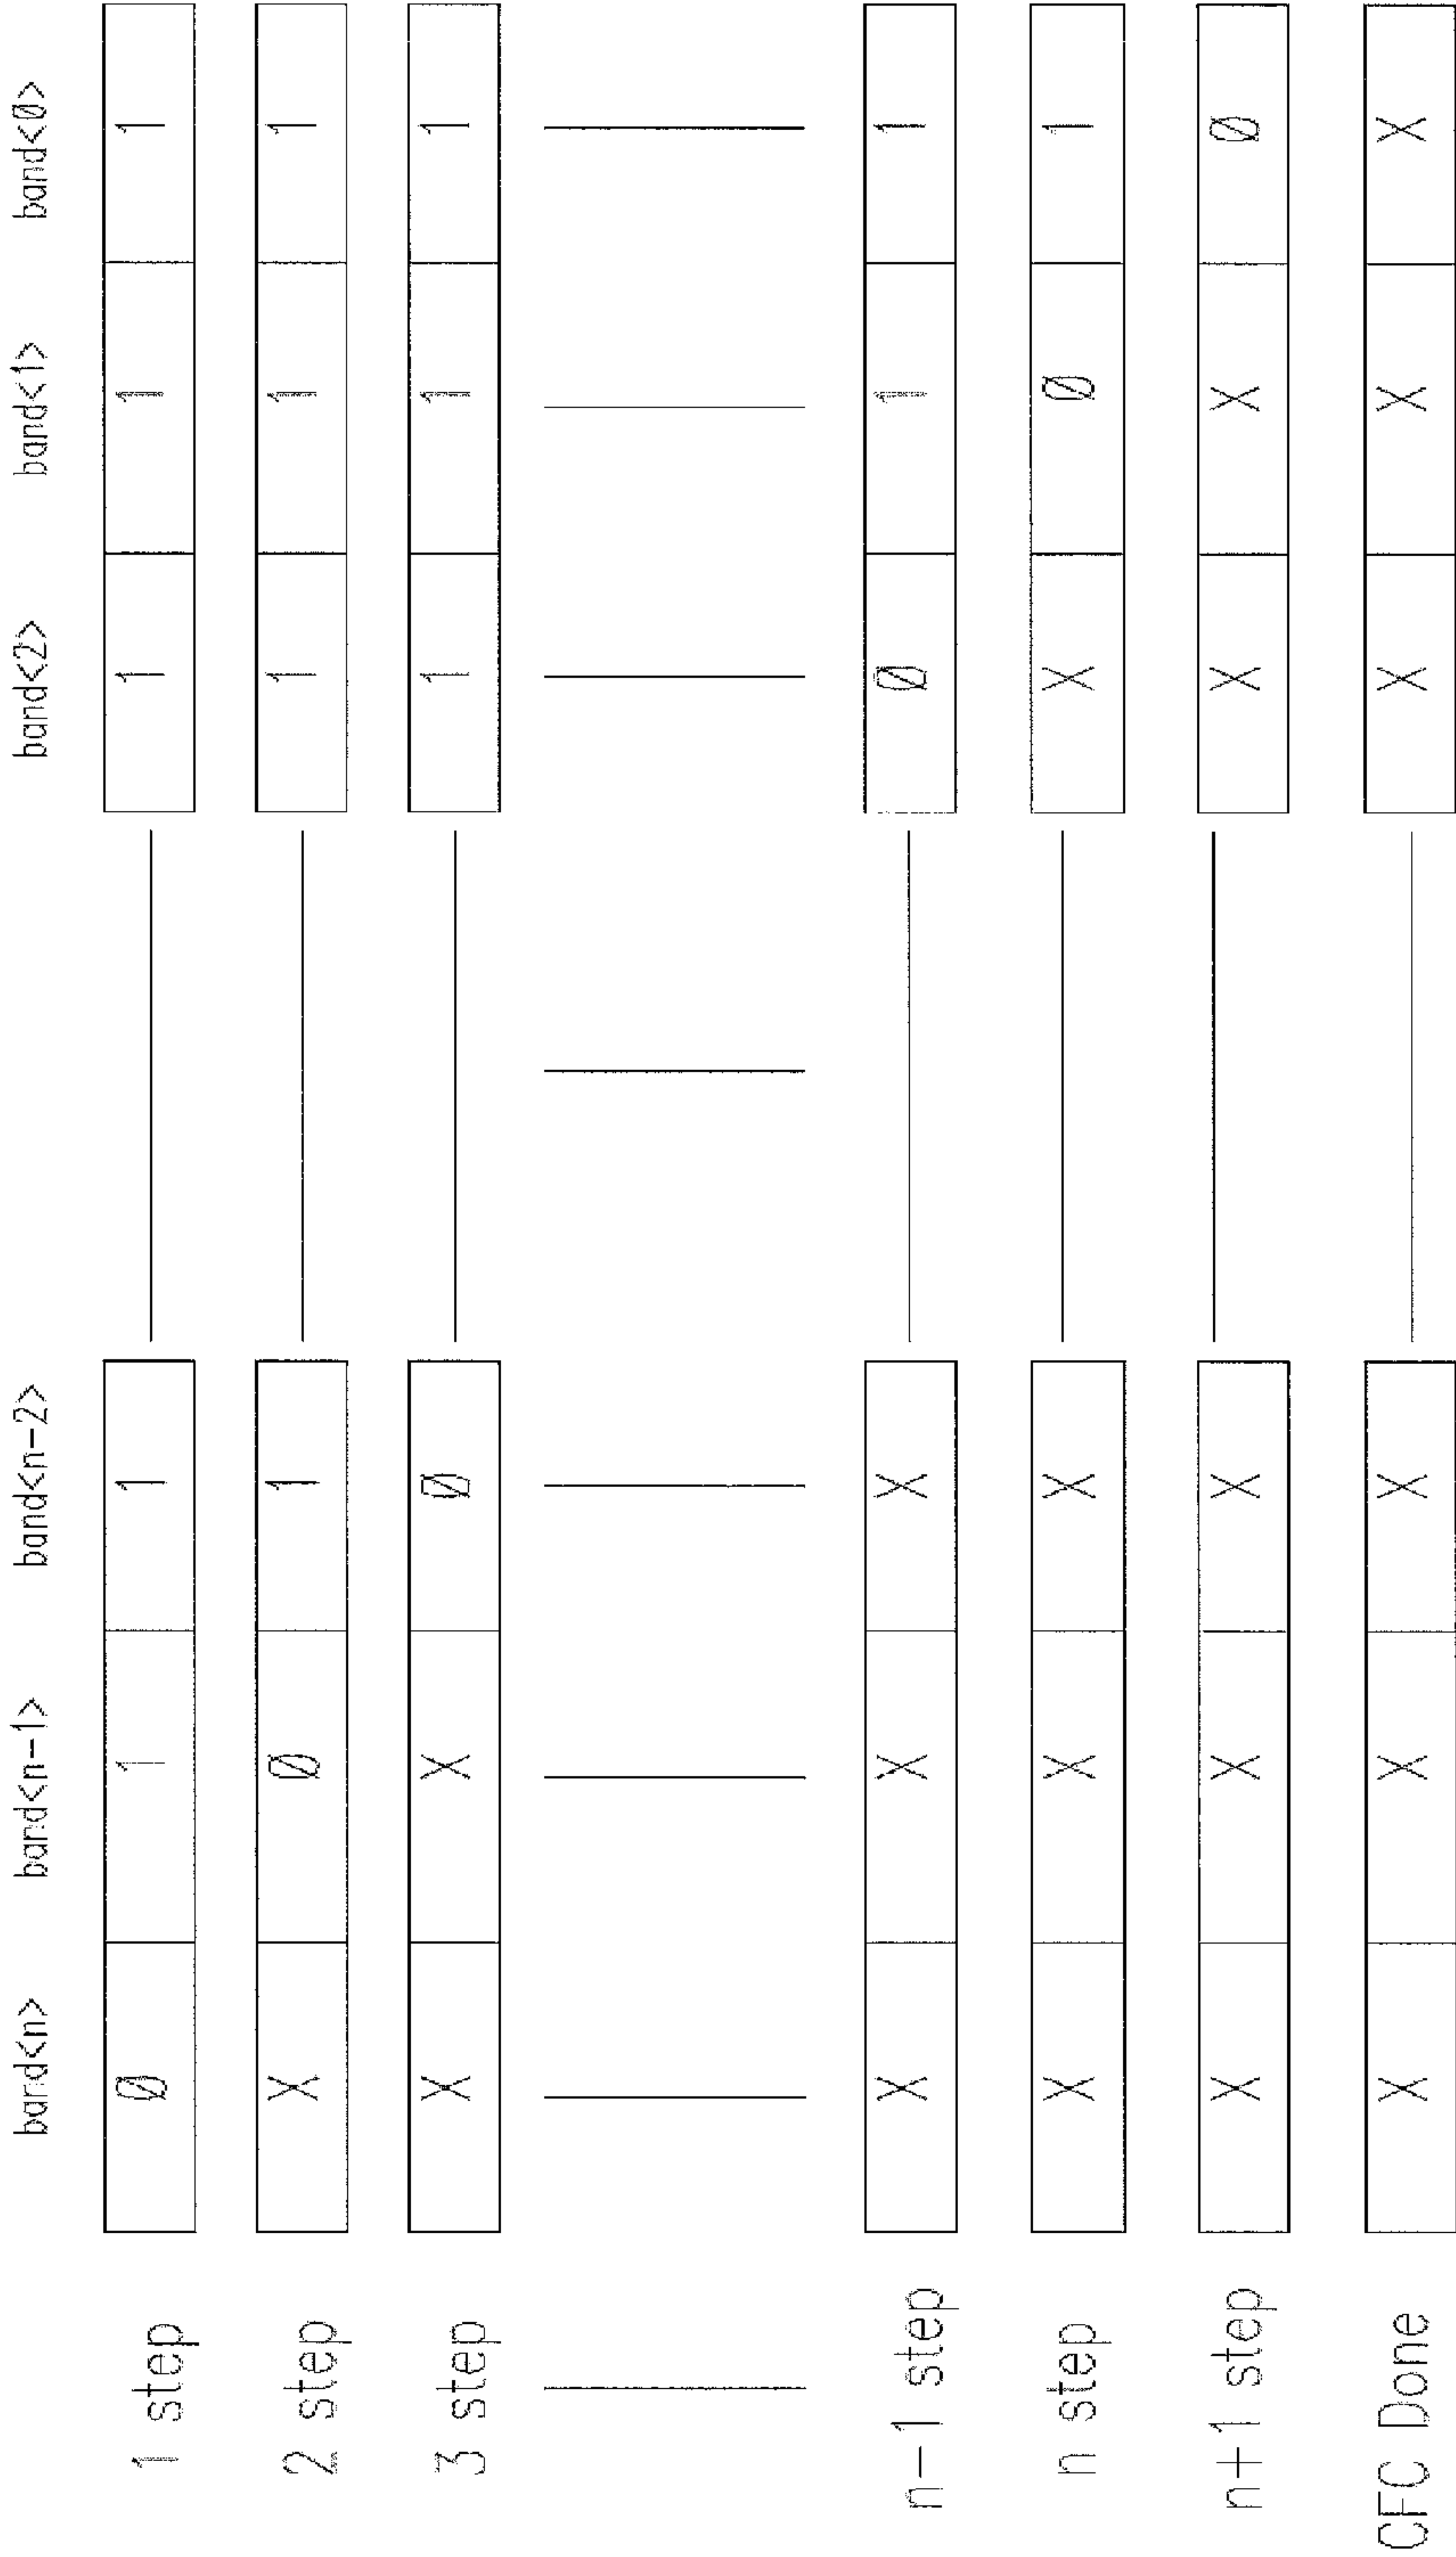 band<n> band<n-1> band<n-2> band<2> band<1> band<Ø>
1 step Ø 1 1 1 1 1
2 step X Ø 1 1 1 1
3 step X X Ø 1 1 1
n-1 step X X X Ø 1 1
n step X X X X Ø 1
n+1 step X X X X X Ø
CFC Done X X X X X X